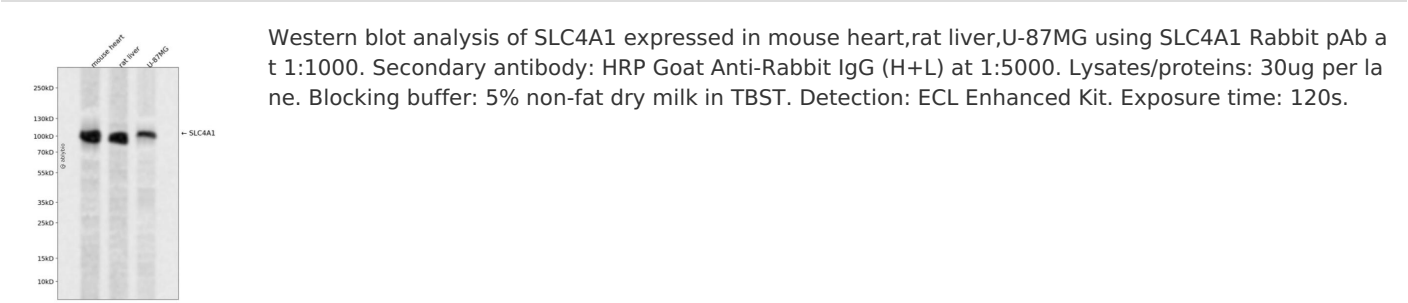 mouse heart
rat liver
U-87MG
250kD
130kD
100kD
70kD
55kD
35kD
25kD
15kD
10kD
← SLC4A1
@ abybio
Western blot analysis of SLC4A1 expressed in mouse heart,rat liver,U-87MG using SLC4A1 Rabbit pAb a
t 1:1000. Secondary antibody: HRP Goat Anti-Rabbit IgG (H+L) at 1:5000. Lysates/proteins: 30ug per la
ne. Blocking buffer: 5% non-fat dry milk in TBST. Detection: ECL Enhanced Kit. Exposure time: 120s.